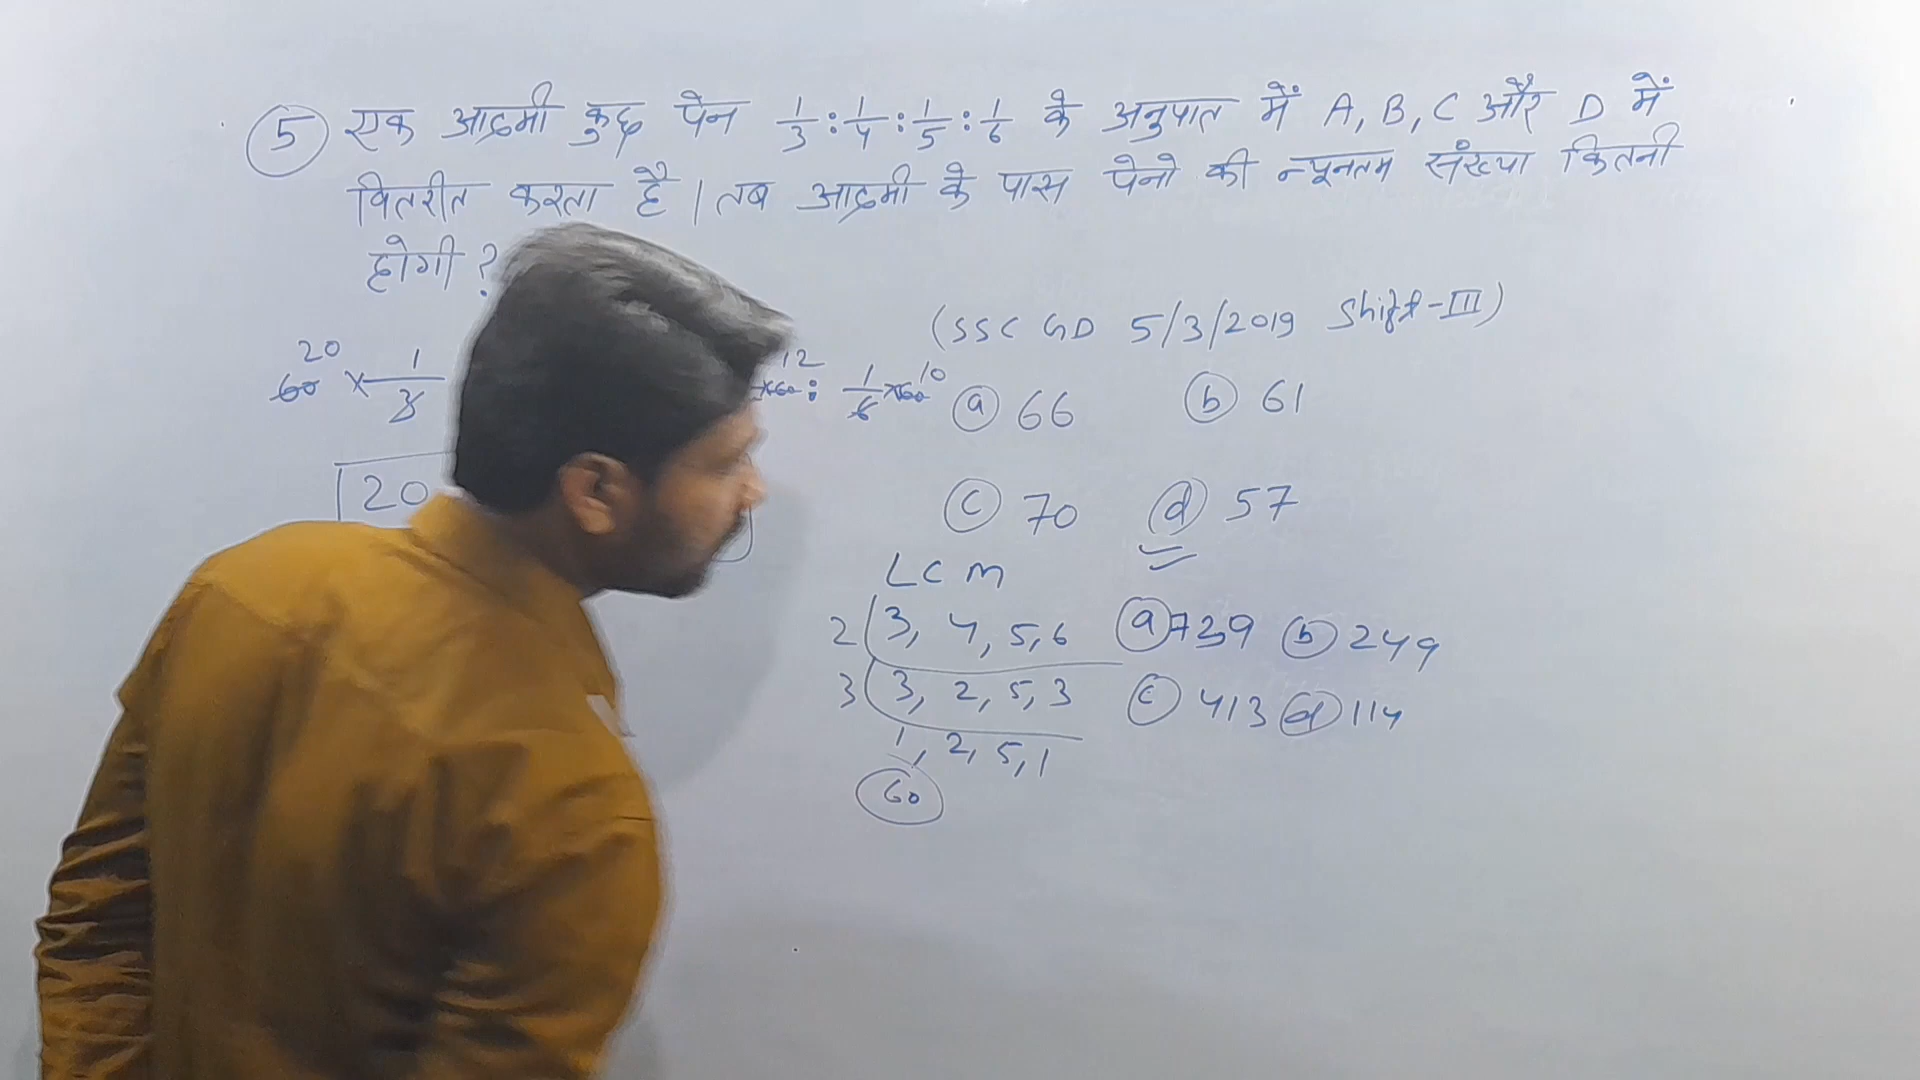 ⑤ एक आदमी कुछ पेन 1/3 : 1/4 : 1/5 : 1/6 के अनुपात में A, B, C और D में
वितरीत करता है । तब आदमी के पास पेनो की न्यूनतम संख्या कितनी
होगी ?
(SSC GD 5/3/2019 Shift-III)
20 12 10
60 × 1/3 ×60 : 1/6 ×60
ⓐ 66 ⓑ 61
20
ⓒ 70 ⓓ 57
LCM
2 3, 4, 5, 6 ⓐ 739 ⓑ 249
3 3, 2, 5, 3 ⓒ 413 ⓓ 114
1, 2, 5, 1
60